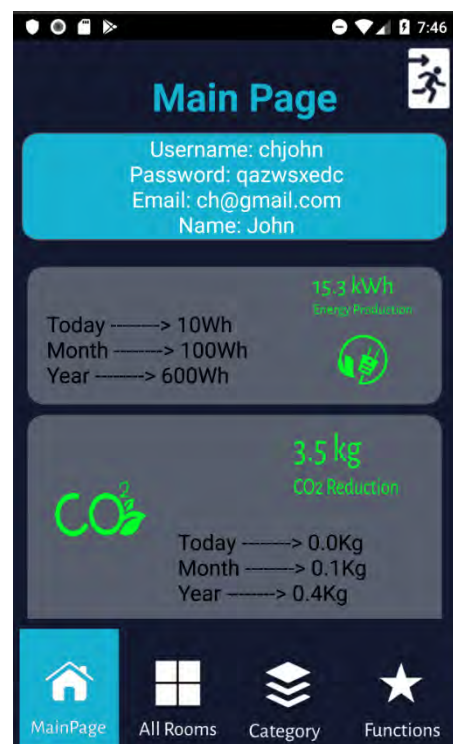 7:46
Main Page
Username: chjohn
Password: qazwsxedc
Email: ch@gmail.com
Name: John
15.3 kWh
Energy Production
Today --------> 10Wh
Month --------> 100Wh
Year --------> 600Wh
3.5 kg
CO2 Reduction
CO2
Today --------> 0.0Kg
Month --------> 0.1Kg
Year --------> 0.4Kg
MainPage
All Rooms
Category
Functions